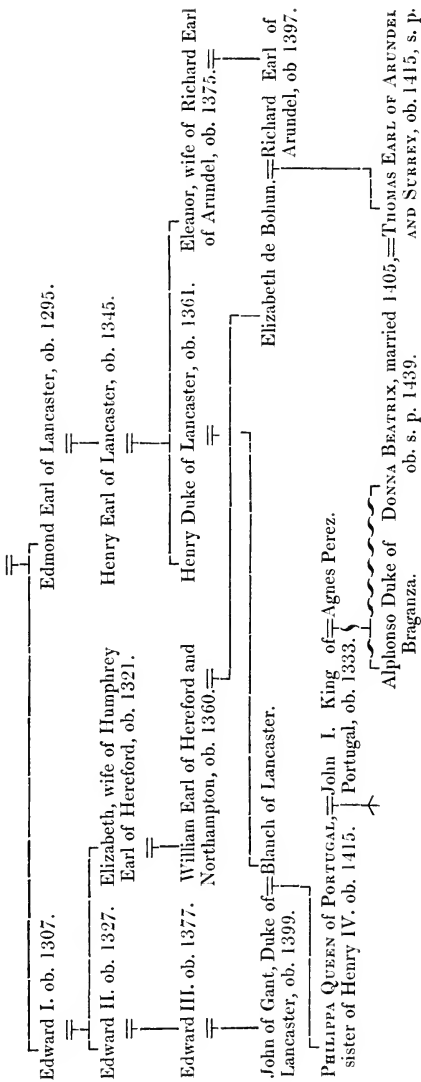 Edward I. ob. 1307.
Edmond Earl of Lancaster, ob. 1295.
Edward II. ob. 1327.
Elizabeth, wife of Humphrey
Earl of Hereford, ob. 1321.
Henry Earl of Lancaster, ob. 1345.
Edward III. ob. 1377.
William Earl of Hereford and
Northampton, ob. 1360.
Henry Duke of Lancaster, ob. 1361.
Eleanor, wife of Richard Earl
of Arundel, ob. 1375.
John of Gant, Duke of
Lancaster, ob. 1399.
Blauch of Lancaster.
Elizabeth de Bohun.
Richard Earl of
Arundel, ob 1397.
PHILIPPA QUEEN of PORTUGAL,
sister of Henry IV. ob. 1415.
John I. King of
Portugal, ob. 1333.
Agnes Perez.
Alphonso Duke of
Braganza.
DONNA BEATRIX, married 1405,
ob. s. p. 1439.
THOMAS EARL OF ARUNDEL
AND SURREY, ob. 1415, s. p.